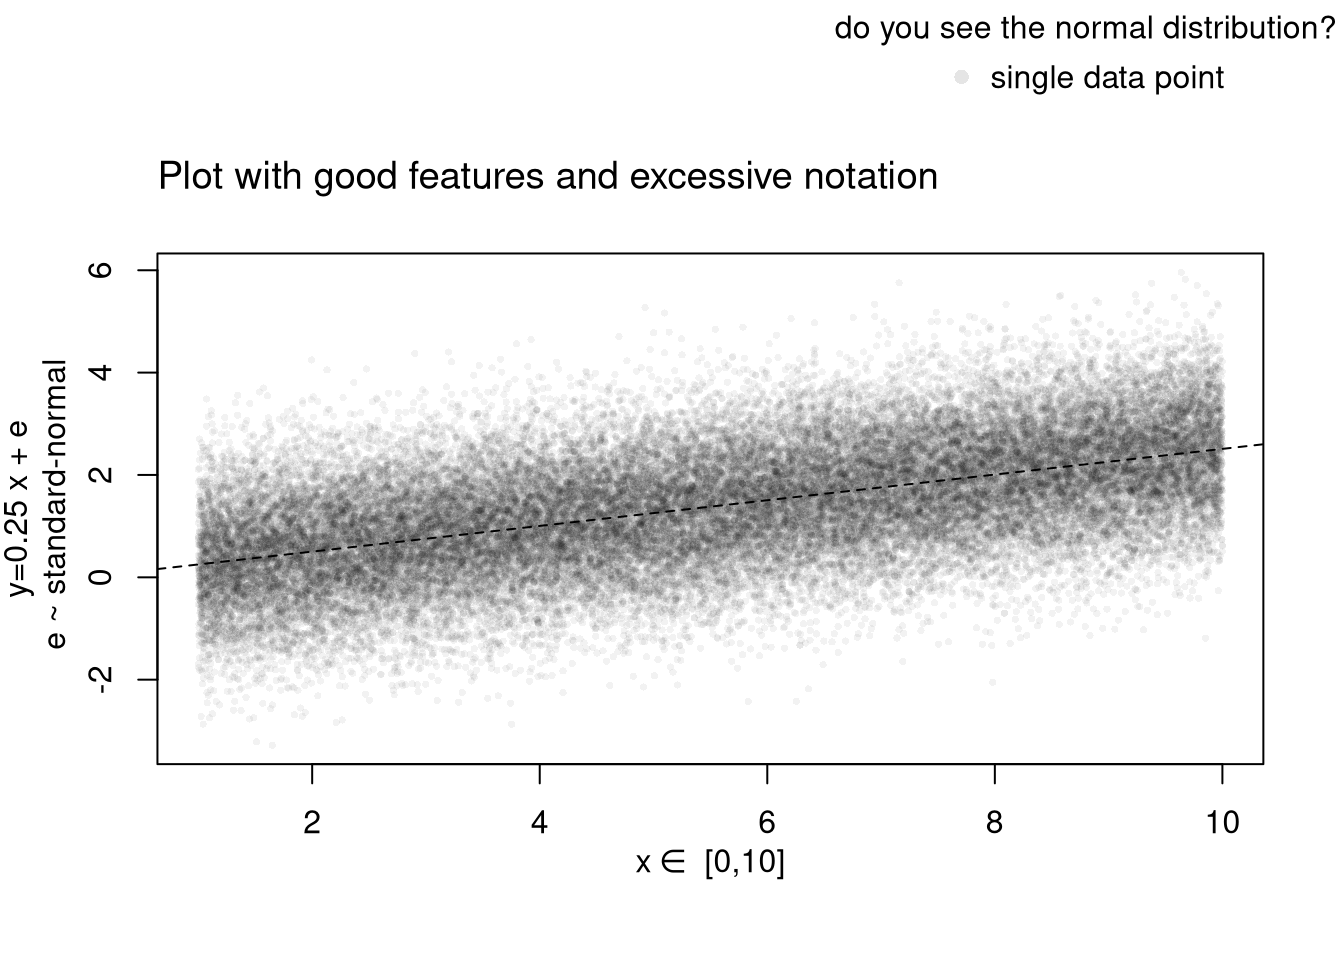 do you see the normal distribution?
single data point
Plot with good features and excessive notation
6
4
2
0
-2
y=0.25 x + e
e ~ standard-normal
2 4 6 8 10
x ∈ [0,10]